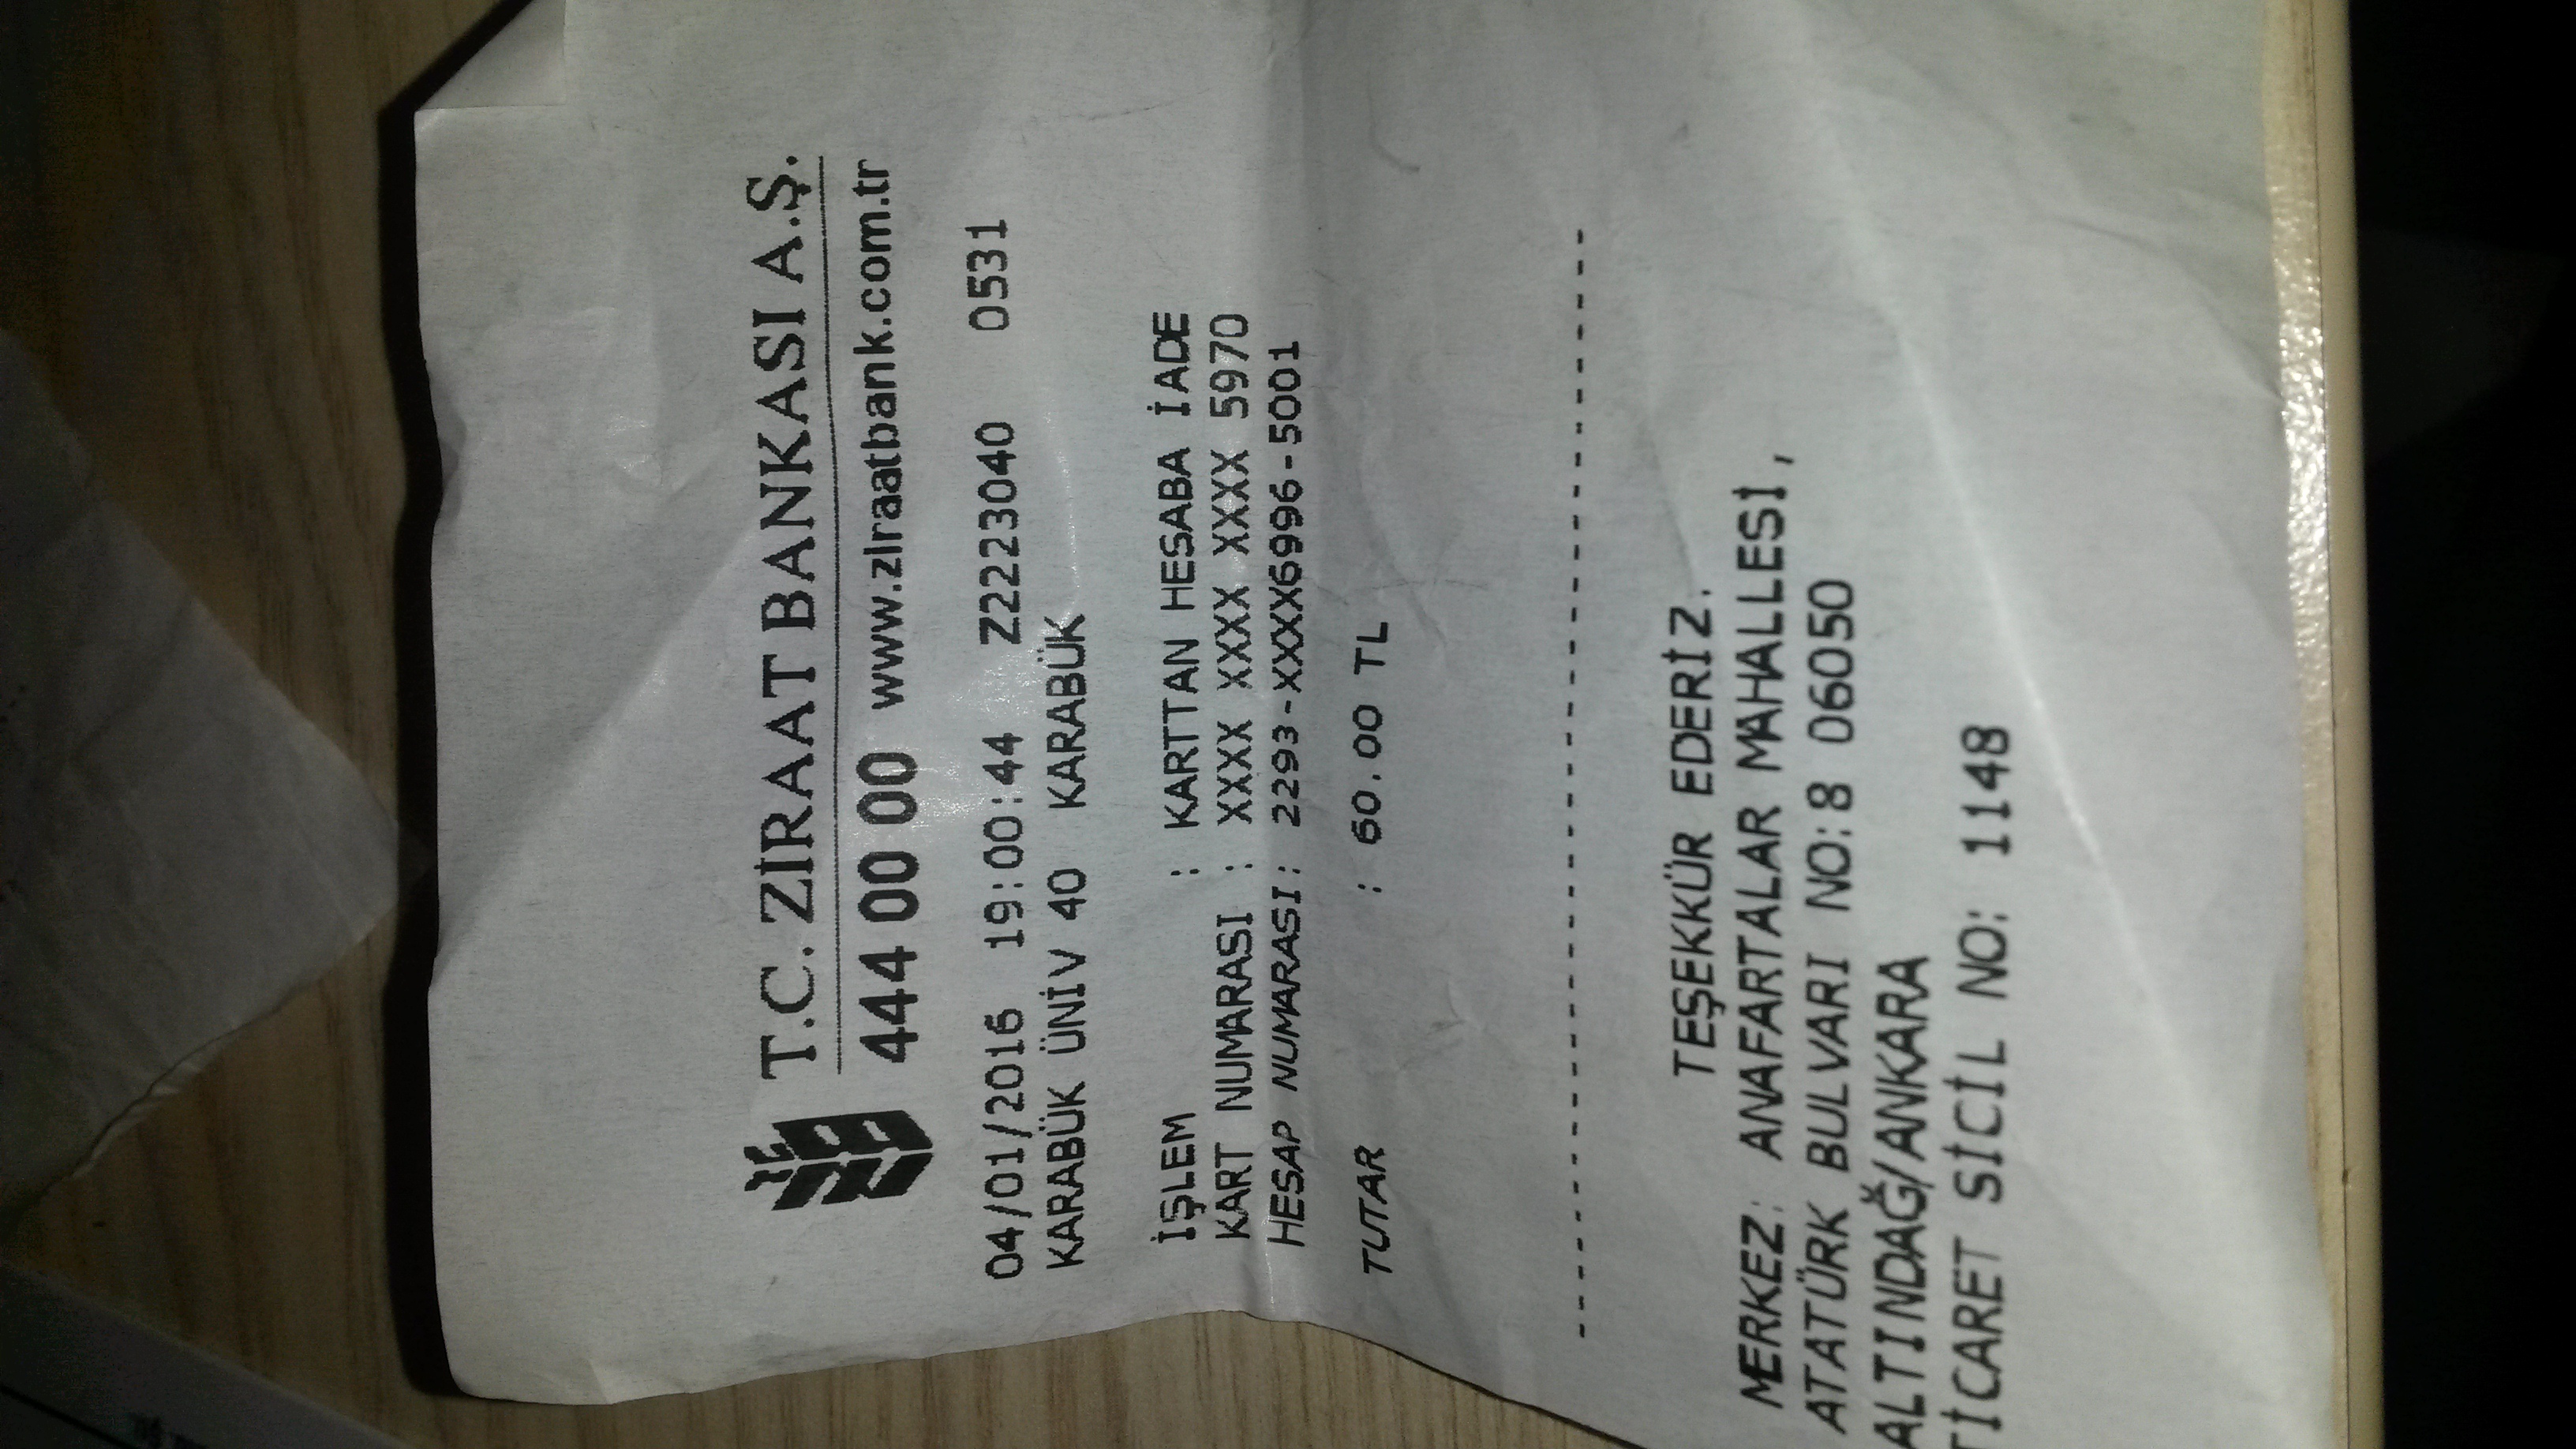 T.C. ZİRAAT BANKASI A.Ş.
444 00 00 www.ziraatbank.com.tr
04/01/2016 19:00:44 Z2223040 0531
KARABÜK ÜNİV 40 KARABÜK
İŞLEM : KARTTAN HESABA İADE
KART NUMARASI : XXXX XXXX XXXX 5970
HESAP NUMARASI: 2293-XXXX6996-5001
TUTAR : 60.00 TL
----------------------------------------
TEŞEKKÜR EDERİZ.
MERKEZ: ANAFARTALAR MAHALLESİ,
ATATÜRK BULVARI NO:8 06050
ALTINDAĞ/ANKARA
TİCARET SİCİL NO: 1148